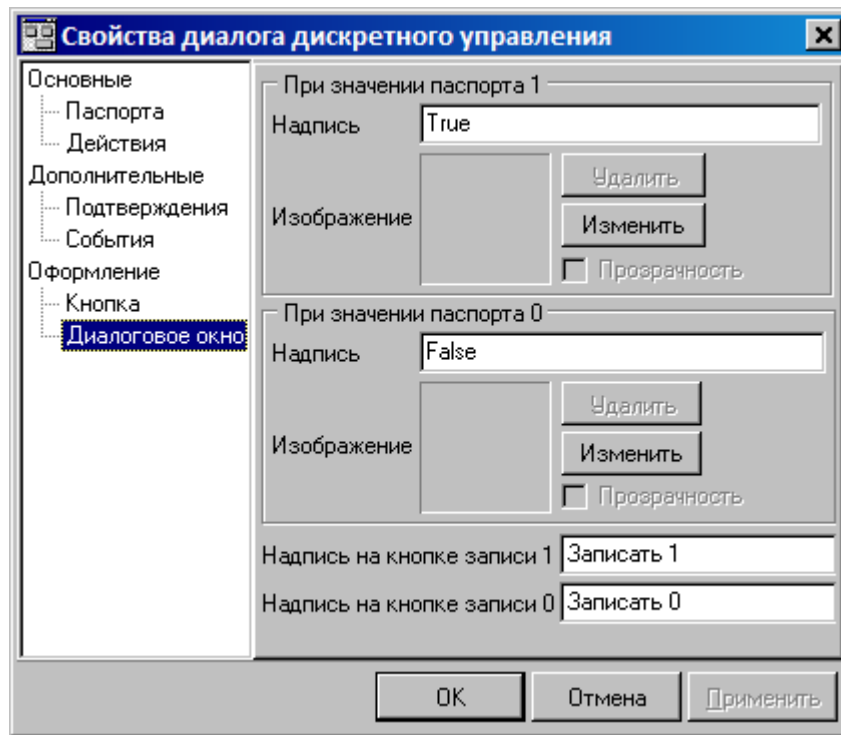 Свойства диалога дискретного управления
Основные
Паспорта
Действия
Дополнительные
Подтверждения
События
Оформление
Кнопка
Диалоговое окно
При значении паспорта 1
Надпись True
Удалить
Изображение
Изменить
Прозрачность
При значении паспорта 0
Надпись False
Удалить
Изображение
Изменить
Прозрачность
Надпись на кнопке записи 1 Записать 1
Надпись на кнопке записи 0 Записать 0
OK Отмена Применить